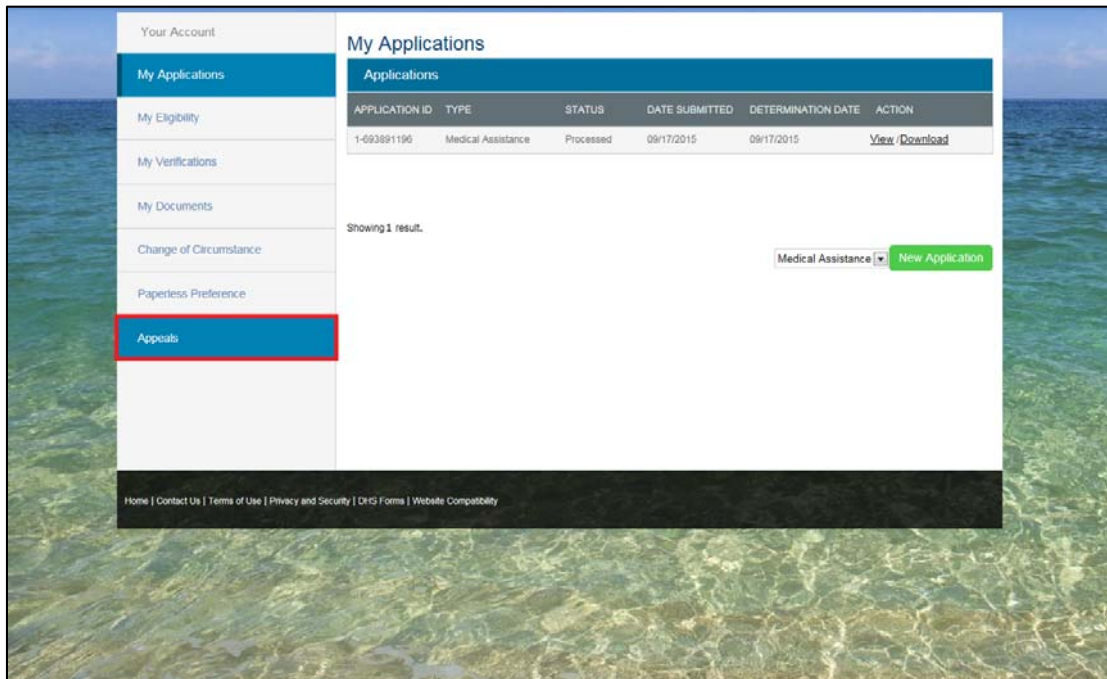 Your Account
My Applications
My Eligibility
My Verifications
My Documents
Change of Circumstance
Paperless Preference
Appeals
My Applications
Applications
APPLICATION ID TYPE STATUS DATE SUBMITTED DETERMINATION DATE ACTION
1-693891196 Medical Assistance Processed 09/17/2015 09/17/2015 View /Download
Showing 1 result.
Medical Assistance New Application
Home | Contact Us | Terms of Use | Privacy and Security | DHS Forms | Website Compatibility